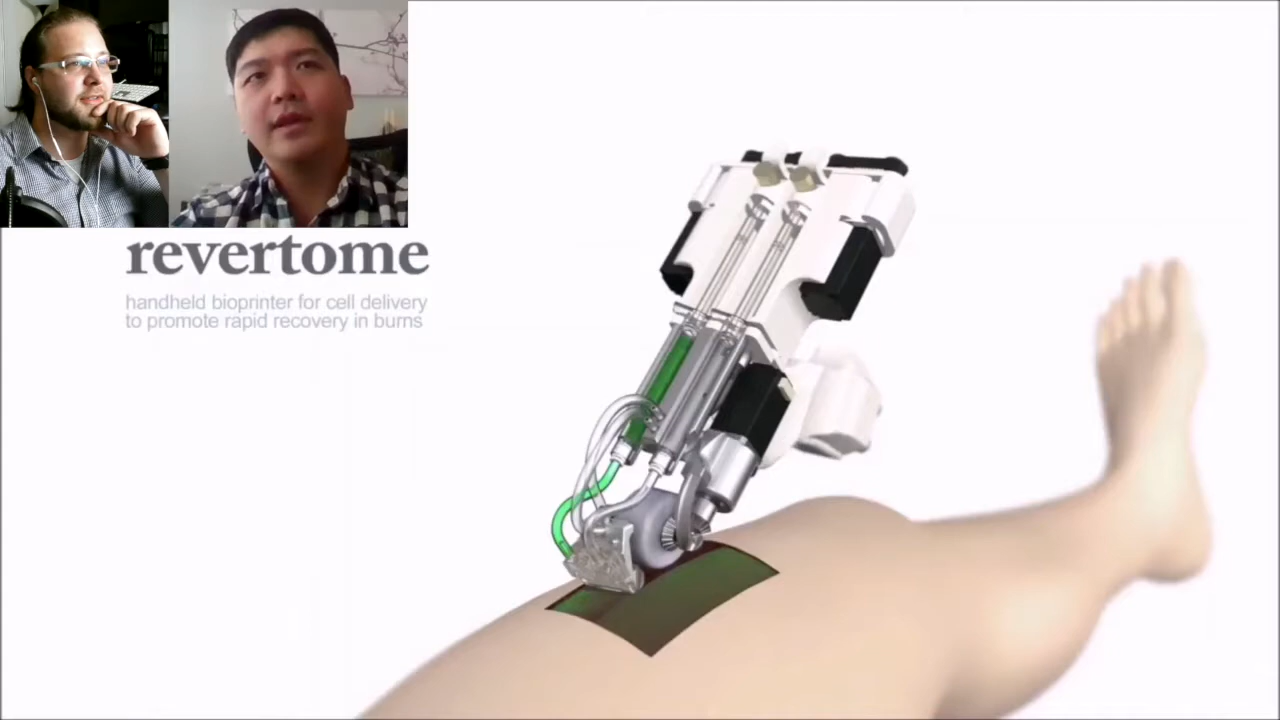 revertome
handheld bioprinter for cell delivery
to promote rapid recovery in burns